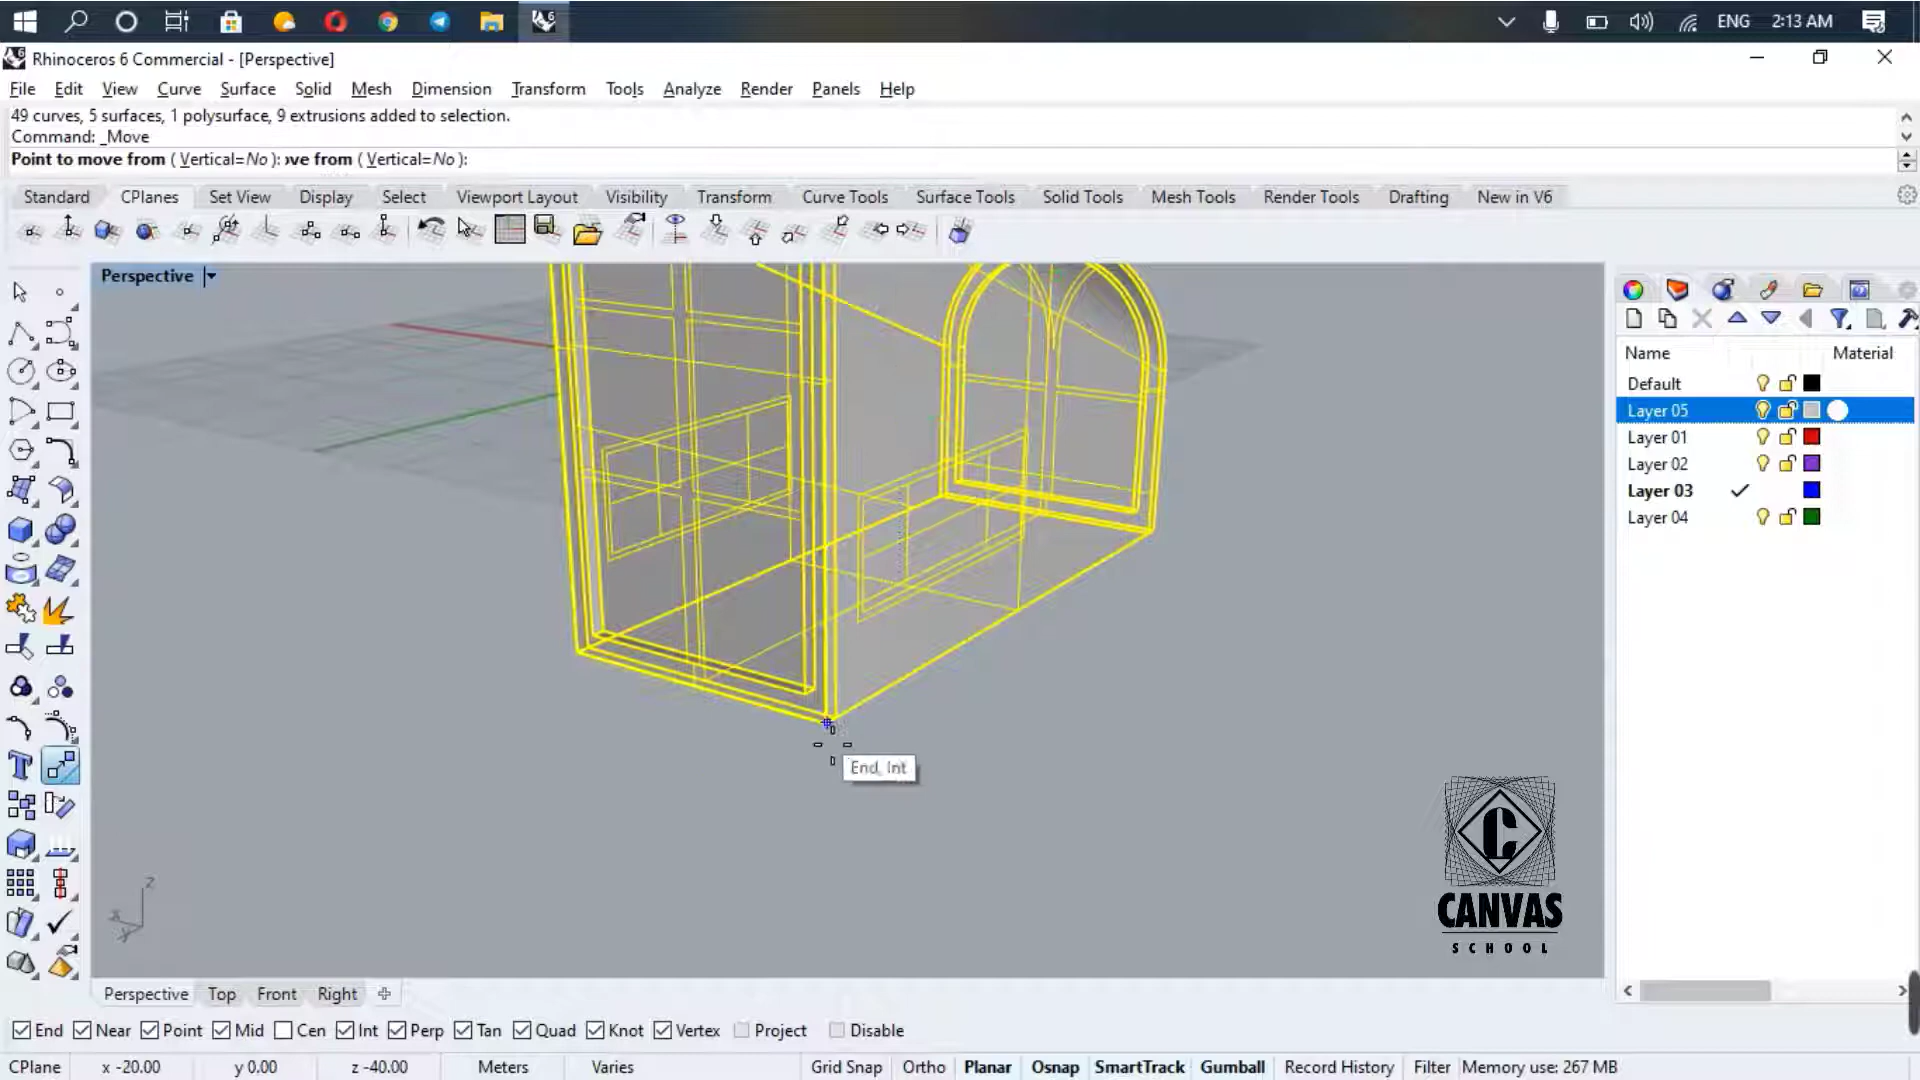 ENG 2:13 AM
Rhinoceros 6 Commercial - [Perspective]
File Edit View Curve Surface Solid Mesh Dimension Transform Tools Analyze Render Panels Help
49 curves, 5 surfaces, 1 polysurface, 9 extrusions added to selection.
Command: _Move
Point to move from ( Vertical=No ): ove from ( Vertical=No ):
Standard CPlanes Set View Display Select Viewport Layout Visibility Transform Curve Tools Surface Tools Solid Tools Mesh Tools Render Tools Drafting New in V6
Perspective
Name Material
Default
Layer 05
Layer 01
Layer 02
Layer 03
Layer 04
End, Int
z
x
y
C
CANVAS
SCHOOL
Perspective Top Front Right
End Near Point Mid Cen Int Perp Tan Quad Knot Vertex Project Disable
CPlane x -20.00 y 0.00 z -40.00 Meters Varies Grid Snap Ortho Planar Osnap SmartTrack Gumball Record History Filter Memory use: 267 MB